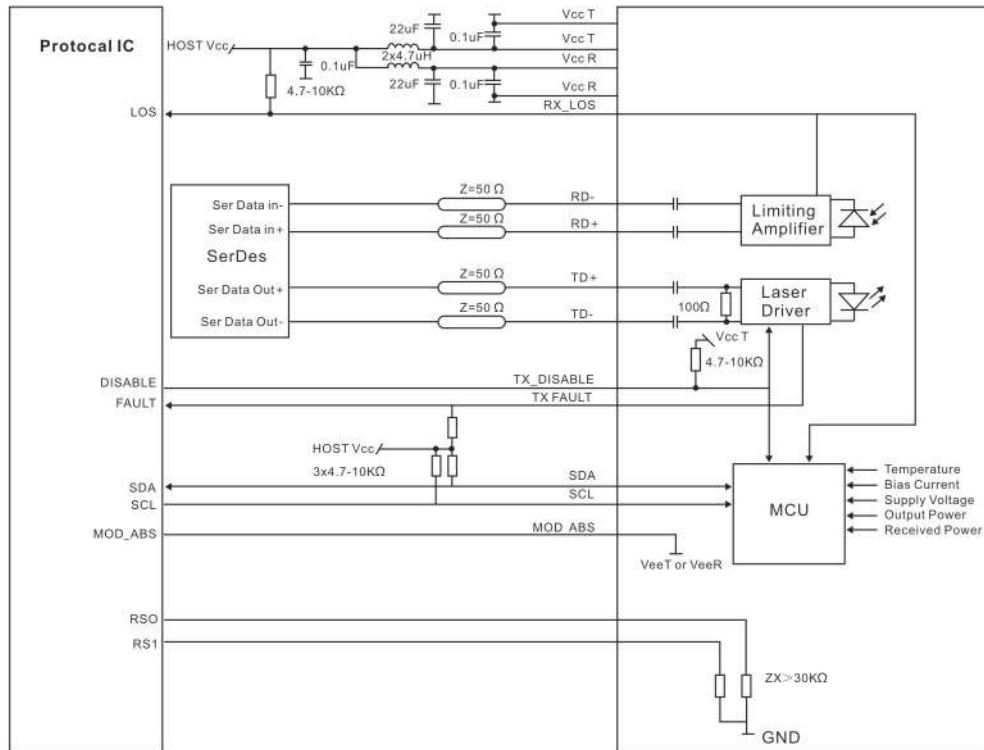 Protocal IC
HOST Vcc
22uF
0.1uF
Vcc T
Vcc T
0.1uF
2x4.7uH
Vcc R
4.7-10KΩ
22uF
0.1uF
Vcc R
LOS
RX_LOS
Ser Data in-
Z=50 Ω
RD-
Limiting
Amplifier
Ser Data in+
Z=50 Ω
RD+
SerDes
Ser Data Out+
Z=50 Ω
TD+
Laser
Driver
100Ω
Ser Data Out-
Z=50 Ω
TD-
Vcc T
4.7-10KΩ
DISABLE
TX_DISABLE
FAULT
TX FAULT
HOST Vcc
3x4.7-10KΩ
SDA
SDA
SCL
SCL
MCU
Temperature
Bias Current
Supply Voltage
Output Power
Received Power
MOD_ABS
MOD ABS
VeeT or VeeR
RSO
RS1
ZX>30KΩ
GND